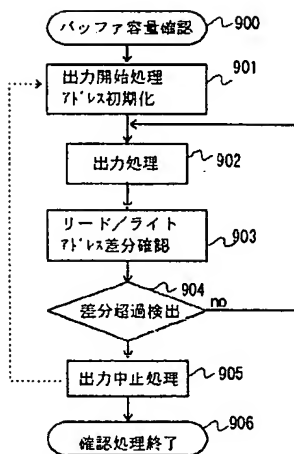 バッファ容量確認
900
出力開始処理
アドレス初期化
901
出力処理
902
リード/ライト
アドレス差分確認
903
904
差分超過検出
no
出力中止処理
905
906
確認処理終了